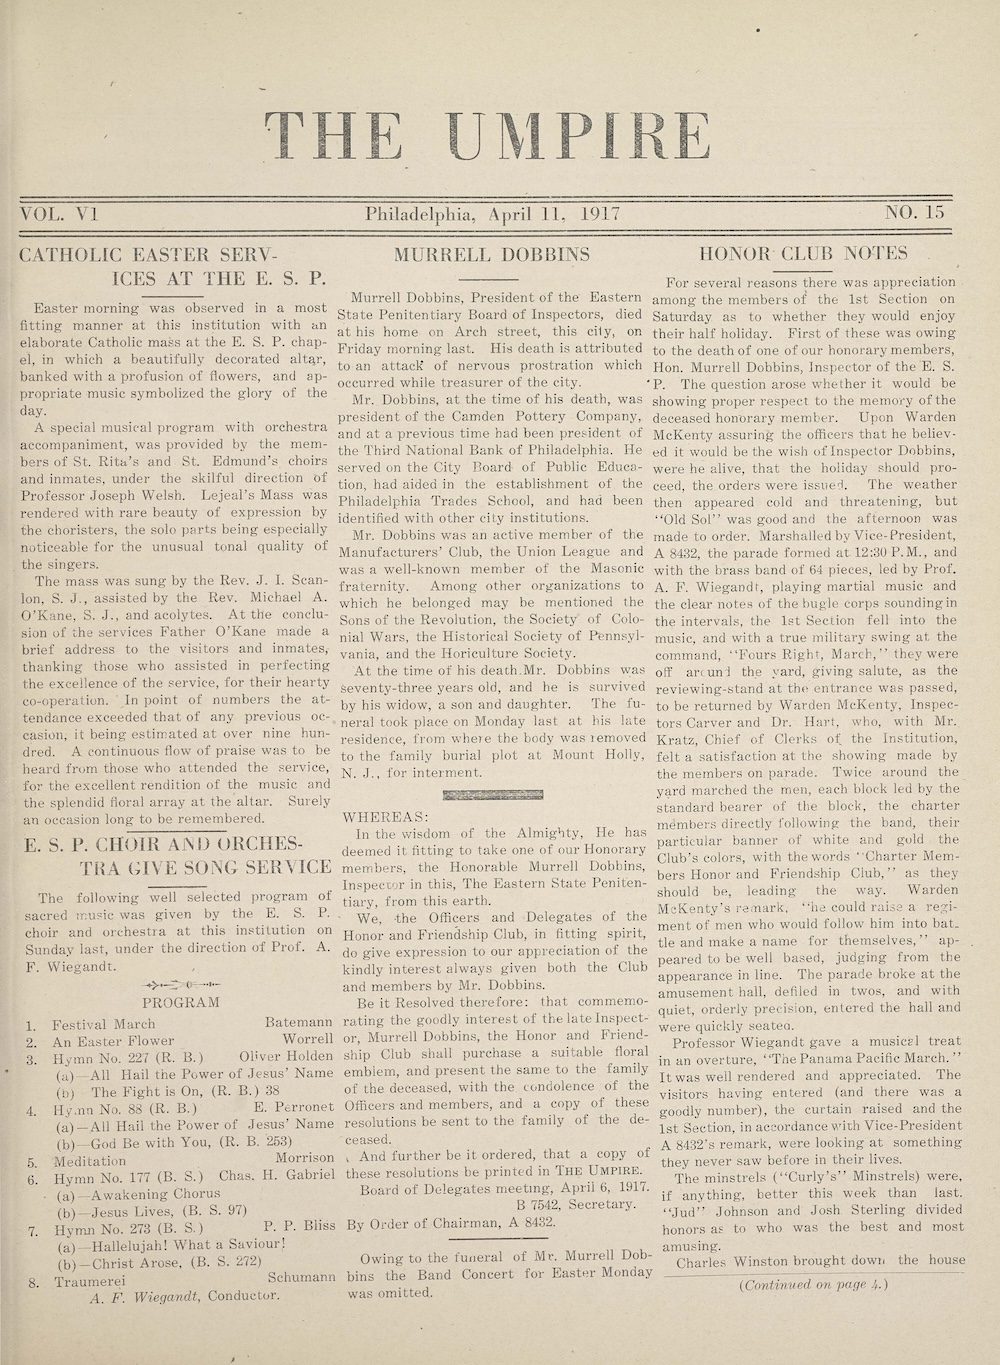 THE UMPIRE
VOL. VI
Philadelphia, April 11, 1917
NO. 15
CATHOLIC EASTER SERV-
ICES AT THE E. S. P.
Easter morning was observed in a most
fitting manner at this institution with an
elaborate Catholic mass at the E. S. P. chap-
el, in which a beautifully decorated altar,
banked with a profusion of flowers, and ap-
propriate music symbolized the glory of the
day.
A special musical program with orchestra
accompaniment, was provided by the mem-
bers of St. Rita's and St. Edmund's choirs
and inmates, under the skilful direction of
Professor Joseph Welsh. Lejeal's Mass was
rendered with rare beauty of expression by
the choristers, the solo parts being especially
noticeable for the unusual tonal quality of
the singers.
The mass was sung by the Rev. J. I. Scan-
lon, S. J., assisted by the Rev. Michael A.
O'Kane, S. J., and acolytes. At the conclu-
sion of the services Father O'Kane made a
brief address to the visitors and inmates,
thanking those who assisted in perfecting
the excellence of the service, for their hearty
co-operation. In point of numbers the at-
tendance exceeded that of any previous oc-
casion, it being estimated at over nine hun-
dred. A continuous flow of praise was to be
heard from those who attended the service,
for the excellent rendition of the music and
the splendid floral array at the altar. Surely
an occasion long to be remembered.
E. S. P. CHOIR AND ORCHES-
TRA GIVE SONG SERVICE
The following well selected program of
sacred music was given by the E. S. P.
choir and orchestra at this institution on
Sunday last, under the direction of Prof. A.
F. Wiegandt.
PROGRAM
1. Festival March Batemann
2. An Easter Flower Worrell
3. Hymn No. 227 (R. B.) Oliver Holden
(a)—All Hail the Power of Jesus' Name
(b) The Fight is On, (R. B.) 38
4. Hymn No. 88 (R. B.) E. Perronet
(a)—All Hail the Power of Jesus' Name
(b)—God Be with You, (R. B. 253)
5. Meditation Morrison
6. Hymn No. 177 (B. S.) Chas. H. Gabriel
(a)—Awakening Chorus
(b)—Jesus Lives, (B. S. 97)
7. Hymn No. 273 (B. S.) P. P. Bliss
(a)—Hallelujah! What a Saviour!
(b)—Christ Arose, (B. S. 272)
8. Traumerei Schumann
A. F. Wiegandt, Conductor.
MURRELL DOBBINS
Murrell Dobbins, President of the Eastern
State Penitentiary Board of Inspectors, died
at his home on Arch street, this city, on
Friday morning last. His death is attributed
to an attack of nervous prostration which
occurred while treasurer of the city.
Mr. Dobbins, at the time of his death, was
president of the Camden Pottery Company,
and at a previous time had been president of
the Third National Bank of Philadelphia. He
served on the City Board of Public Educa-
tion, had aided in the establishment of the
Philadelphia Trades School, and had been
identified with other city institutions.
Mr. Dobbins was an active member of the
Manufacturers' Club, the Union League and
was a well-known member of the Masonic
fraternity. Among other organizations to
which he belonged may be mentioned the
Sons of the Revolution, the Society of Colo-
nial Wars, the Historical Society of Pennsyl-
vania, and the Horiculture Society.
At the time of his death.Mr. Dobbins was
seventy-three years old, and he is survived
by his widow, a son and daughter. The fu-
neral took place on Monday last at his late
residence, from where the body was removed
to the family burial plot at Mount Holly,
N. J., for interment.
WHEREAS:
In the wisdom of the Almighty, He has
deemed it fitting to take one of our Honorary
members, the Honorable Murrell Dobbins,
Inspector in this, The Eastern State Peniten-
tiary, from this earth.
We, the Officers and Delegates of the
Honor and Friendship Club, in fitting spirit,
do give expression to our appreciation of the
kindly interest always given both the Club
and members by Mr. Dobbins.
Be it Resolved therefore: that commemo-
rating the goodly interest of the late Inspect-
or, Murrell Dobbins, the Honor and Friend-
ship Club shall purchase a suitable floral
emblem, and present the same to the family
of the deceased, with the condolence of the
Officers and members, and a copy of these
resolutions be sent to the family of the de-
ceased.
And further be it ordered, that a copy of
these resolutions be printed in THE UMPIRE.
Board of Delegates meeting, April 6, 1917.
B 7542, Secretary.
By Order of Chairman, A 8432.
Owing to the funeral of Mr. Murrell Dob-
bins the Band Concert for Easter Monday
was omitted.
HONOR CLUB NOTES
For several reasons there was appreciation
among the members of the 1st Section on
Saturday as to whether they would enjoy
their half holiday. First of these was owing
to the death of one of our honorary members,
Hon. Murrell Dobbins, Inspector of the E. S.
P. The question arose whether it would be
showing proper respect to the memory of the
deceased honorary member. Upon Warden
McKenty assuring the officers that he believ-
ed it would be the wish of Inspector Dobbins,
were he alive, that the holiday should pro-
ceed, the orders were issued. The weather
then appeared cold and threatening, but
"Old Sol" was good and the afternoon was
made to order. Marshalled by Vice-President,
A 8432, the parade formed at 12:30 P.M., and
with the brass band of 64 pieces, led by Prof.
A. F. Wiegandt, playing martial music and
the clear notes of the bugle corps sounding in
the intervals, the 1st Section fell into the
music, and with a true military swing at the
command, "Fours Right, March," they were
off around the yard, giving salute, as the
reviewing-stand at the entrance was passed,
to be returned by Warden McKenty, Inspec-
tors Carver and Dr. Hart, who, with Mr.
Kratz, Chief of Clerks of the Institution,
felt a satisfaction at the showing made by
the members on parade. Twice around the
yard marched the men, each block led by the
standard bearer of the block, the charter
members directly following the band, their
particular banner of white and gold the
Club's colors, with the words "Charter Mem-
bers Honor and Friendship Club," as they
should be, leading the way. Warden
McKenty's remark, "he could raise a regi-
ment of men who would follow him into bat-
tle and make a name for themselves," ap-
peared to be well based, judging from the
appearance in line. The parade broke at the
amusement hall, defiled in twos, and with
quiet, orderly precision, entered the hall and
were quickly seated.
Professor Wiegandt gave a musical treat
in an overture, "The Panama Pacific March."
It was well rendered and appreciated. The
visitors having entered (and there was a
goodly number), the curtain raised and the
1st Section, in accordance with Vice-President
A 8432's remark, were looking at something
they never saw before in their lives.
The minstrels ("Curly's" Minstrels) were,
if anything, better this week than last.
"Jud" Johnson and Josh Sterling divided
honors as to who was the best and most
amusing.
Charles Winston brought down the house
(Continued on page 4.)